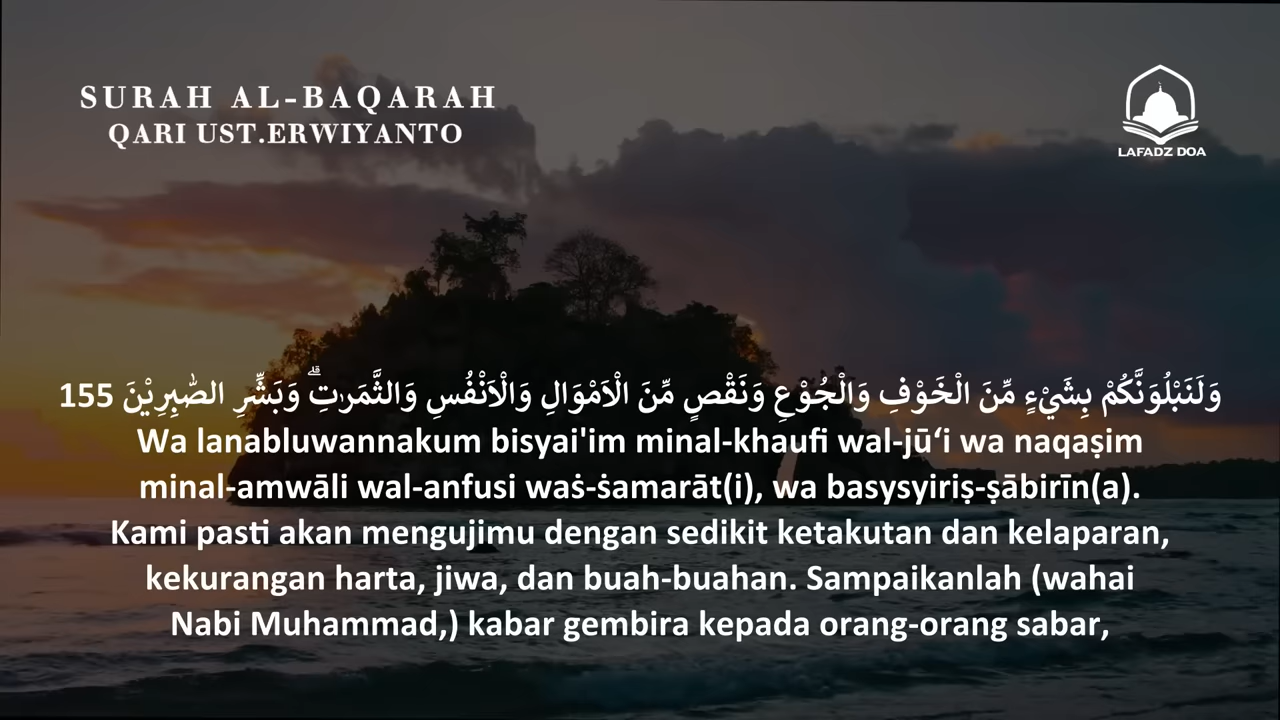 SURAH AL-BAQARAH
QARI UST.ERWIYANTO
LAFADZ DOA
وَلَنَبْلُوَنَّكُمْ بِشَيْءٍ مِّنَ الْخَوْفِ وَالْجُوْعِ وَنَقْصٍ مِّنَ الْاَمْوَالِ وَالْاَنْفُسِ وَالثَّمَرٰتِۗ وَبَشِّرِ الصّٰبِرِيْنَ 155
Wa lanabluwannakum bisyai'im minal-khaufi wal-jū‘i wa naqaṣim
minal-amwāli wal-anfusi waṡ-ṡamarāt(i), wa basysyiriṣ-ṣābirīn(a).
Kami pasti akan mengujimu dengan sedikit ketakutan dan kelaparan,
kekurangan harta, jiwa, dan buah-buahan. Sampaikanlah (wahai
Nabi Muhammad,) kabar gembira kepada orang-orang sabar,